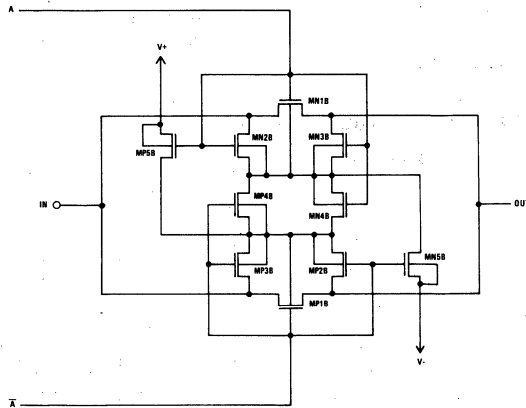 A
V+
MN1B
MP5B
MN2B
MN3B
MP4B
MN4B
IN
OUT
MP3B
MP2B
MN5B
MP1B
V-
A̅